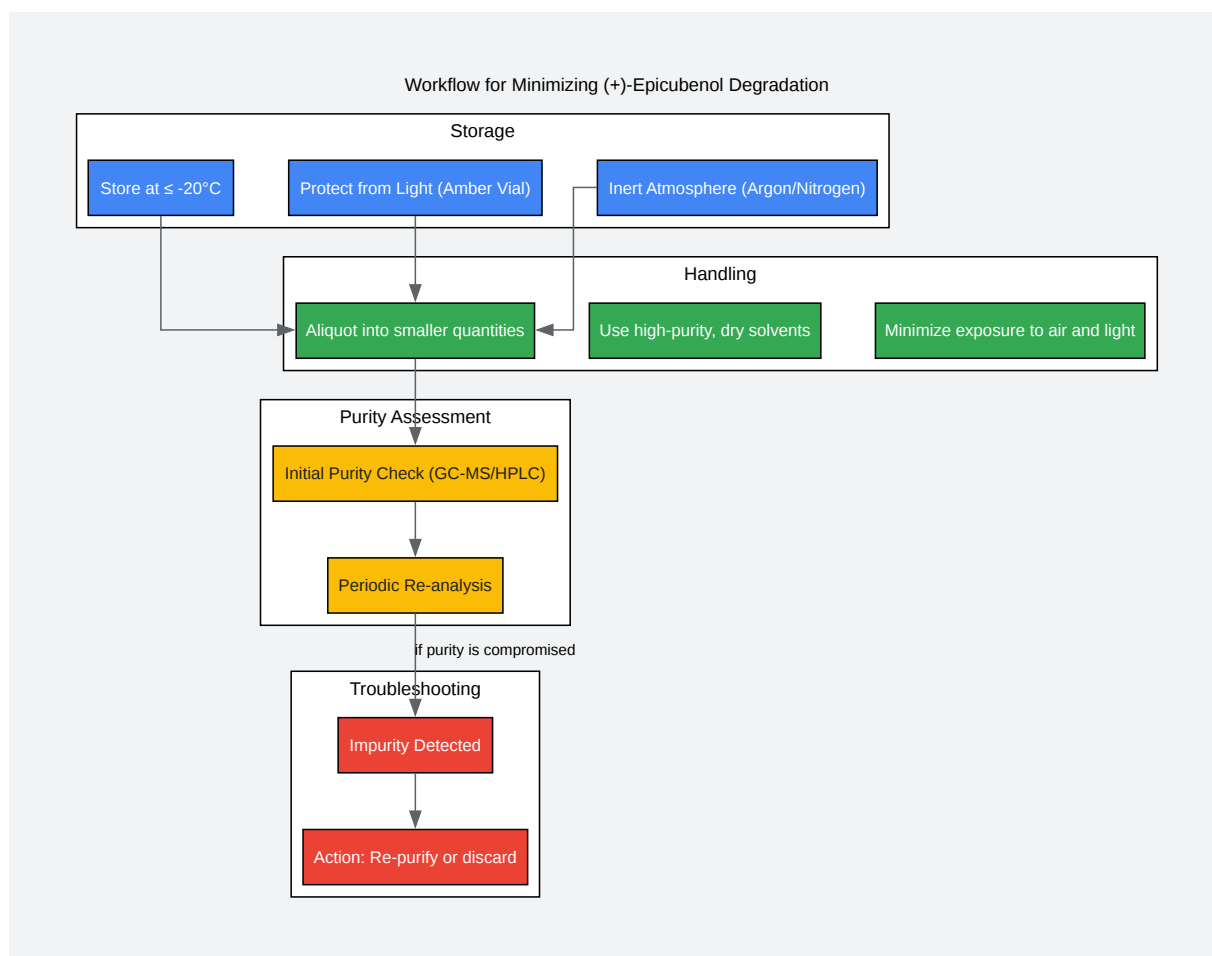 Workflow for Minimizing (+)-Epicubenol Degradation
Storage
Store at ≤ -20°C
Protect from Light (Amber Vial)
Inert Atmosphere (Argon/Nitrogen)
Handling
Aliquot into smaller quantities
Use high-purity, dry solvents
Minimize exposure to air and light
Purity Assessment
Initial Purity Check (GC-MS/HPLC)
Periodic Re-analysis
if purity is compromised
Troubleshooting
Impurity Detected
Action: Re-purify or discard